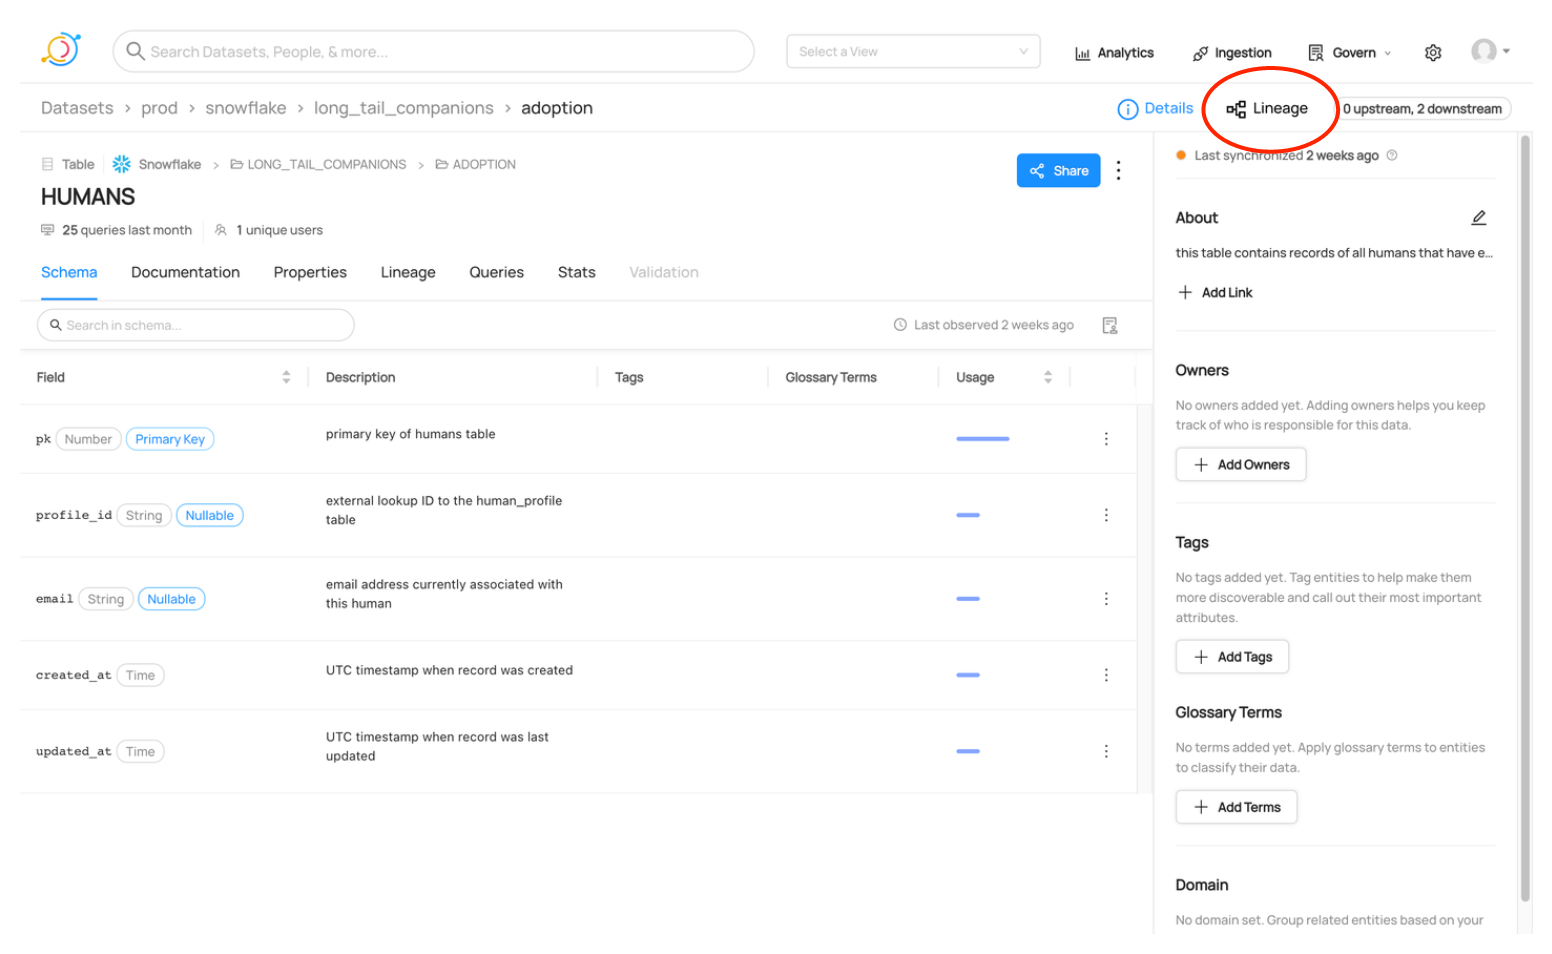 Search Datasets, People, & more...
Select a View
Analytics
Ingestion
Govern
Datasets > prod > snowflake > long_tail_companions > adoption
Details
Lineage
0 upstream, 2 downstream
Table
Snowflake > LONG_TAIL_COMPANIONS > ADOPTION
Share
HUMANS
25 queries last month
1 unique users
Schema Documentation Properties Lineage Queries Stats Validation
Search in schema...
Last observed 2 weeks ago
Field Description Tags Glossary Terms Usage
pk Number Primary Key
primary key of humans table
profile_id String Nullable
external lookup ID to the human_profile
table
email String Nullable
email address currently associated with
this human
created_at Time
UTC timestamp when record was created
updated_at Time
UTC timestamp when record was last
updated
Last synchronized 2 weeks ago
About
this table contains records of all humans that have e...
Add Link
Owners
No owners added yet. Adding owners helps you keep
track of who is responsible for this data.
Add Owners
Tags
No tags added yet. Tag entities to help make them
more discoverable and call out their most important
attributes.
Add Tags
Glossary Terms
No terms added yet. Apply glossary terms to entities
to classify their data.
Add Terms
Domain
No domain set. Group related entities based on your